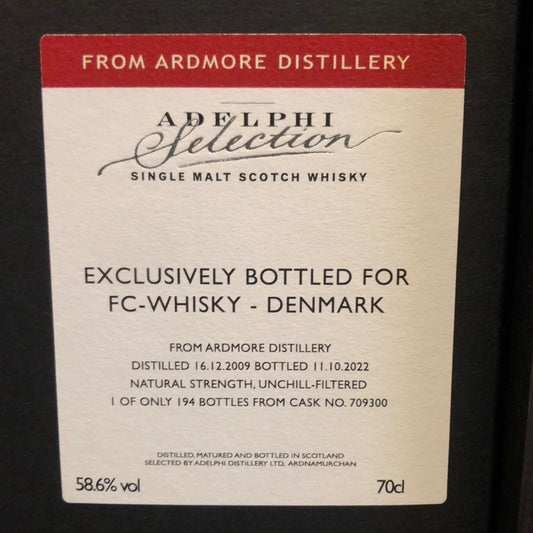 FROM ARDMORE DISTILLERY
ADELPHI
Selection
SINGLE MALT SCOTCH WHISKY
EXCLUSIVELY BOTTLED FOR
FC-WHISKY - DENMARK
FROM ARDMORE DISTILLERY
DISTILLED 16.12.2009 BOTTLED 11.10.2022
NATURAL STRENGTH, UNCHILL-FILTERED
1 OF ONLY 194 BOTTLES FROM CASK NO. 709300
DISTILLED, MATURED AND BOTTLED IN SCOTLAND
SELECTED BY ADELPHI DISTILLERY LTD, ARDNAMURCHAN
58.6% vol 70cl